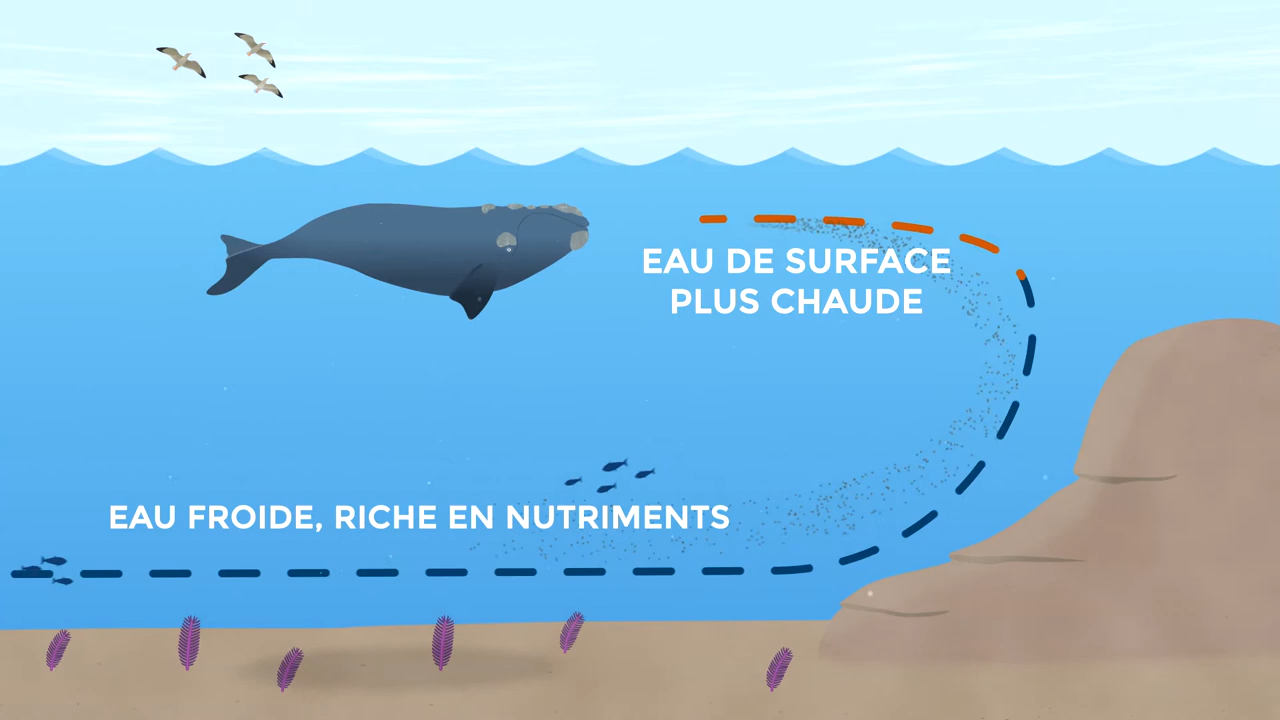 EAU DE SURFACE
PLUS CHAUDE
EAU FROIDE, RICHE EN NUTRIMENTS